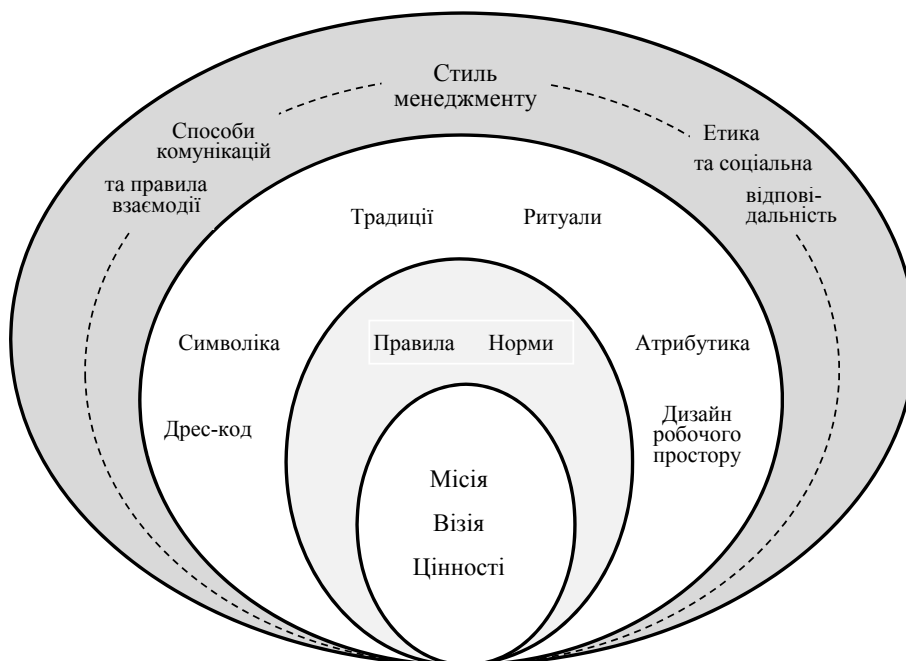 Стиль
менеджменту
Способи
комунікацій
та правила
взаємодії
Етика
та соціальна
відпові-
дальність
Традиції
Ритуали
Символіка
Правила
Норми
Атрибутика
Дрес-код
Дизайн
робочого
простору
Місія
Візія
Цінності